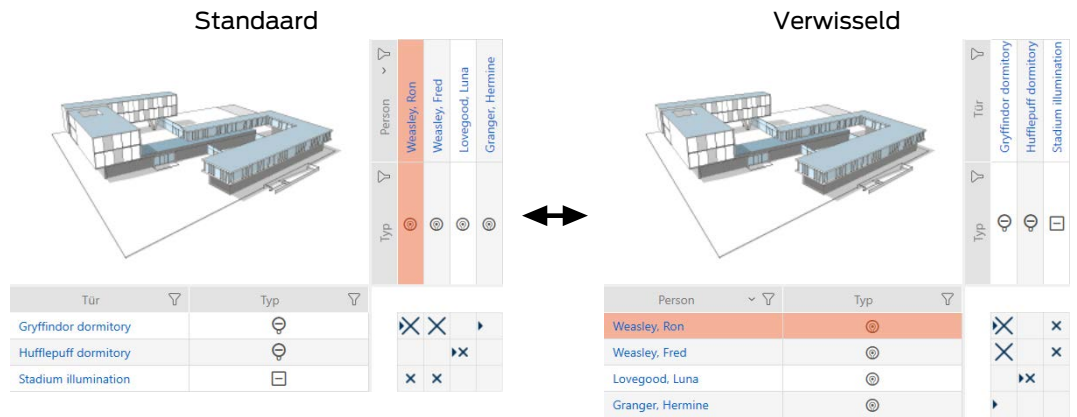 Standaard
Person
Weasley, Ron
Weasley, Fred
Lovegood, Luna
Granger, Hermine
Typ
Tür Typ
Gryffindor dormitory
Hufflepuff dormitory
Stadium illumination
Verwisseld
Tür
Gryffindor dormitory
Hufflepuff dormitory
Stadium illumination
Typ
Person Typ
Weasley, Ron
Weasley, Fred
Lovegood, Luna
Granger, Hermine